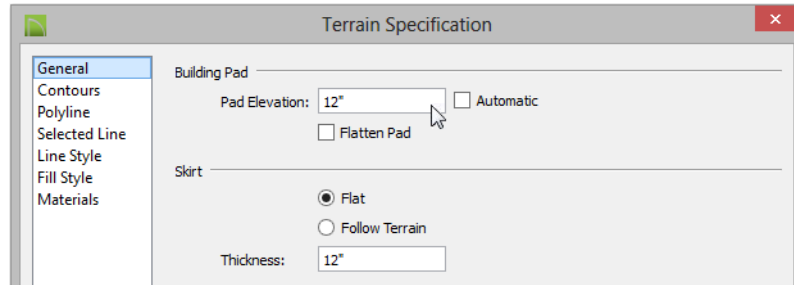 Terrain Specification
General
Contours
Polyline
Selected Line
Line Style
Fill Style
Materials
Building Pad
Pad Elevation: 12" Automatic
Flatten Pad
Skirt
Flat
Follow Terrain
Thickness: 12"